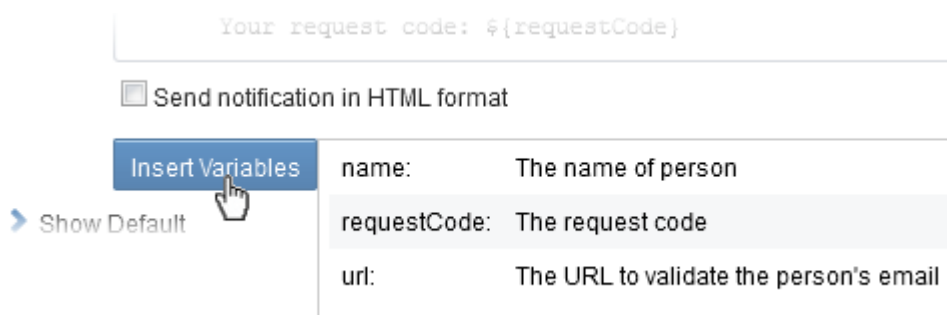 Your request code: ${requestCode}
Send notification in HTML format
Insert Variables
name: The name of person
requestCode: The request code
Show Default
url: The URL to validate the person's email